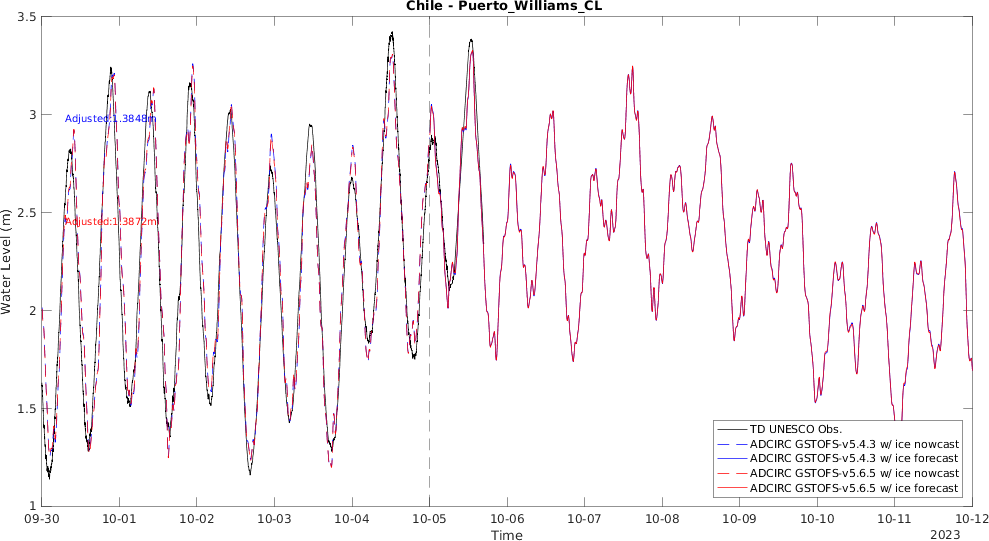 Chile - Puerto_Williams_CL
3.5
3
2.5
2
1.5
1
Water Level (m)
Adjusted:1.3848m
Adjusted:1.3872m
TD UNESCO Obs.
ADCIRC GSTOFS-v5.4.3 w/ ice nowcast
ADCIRC GSTOFS-v5.4.3 w/ ice forecast
ADCIRC GSTOFS-v5.6.5 w/ ice nowcast
ADCIRC GSTOFS-v5.6.5 w/ ice forecast
09-30 10-01 10-02 10-03 10-04 10-05 10-06 10-07 10-08 10-09 10-10 10-11 10-12
Time
2023